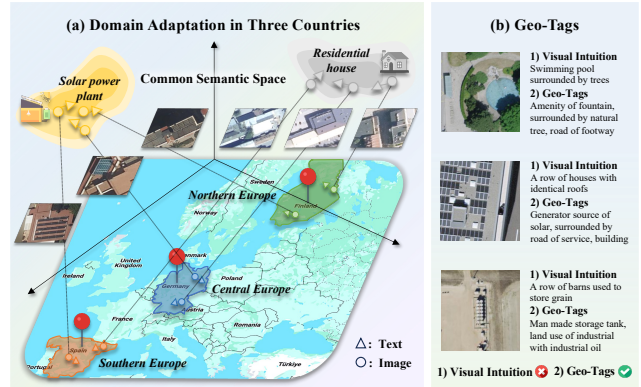 (a) Domain Adaptation in Three Countries
Solar power
plant
Common Semantic Space
Residential
house
Northern Europe
Sweden
Finland
Norway
United
Kingdom
Ireland
Denmark
Germany
Poland
Central Europe
Austria
France
Italy
Romania
Spain
Portugal
Southern Europe
Türkiye
△: Text
○: Image
(b) Geo-Tags
1) Visual Intuition
Swimming pool
surrounded by trees
2) Geo-Tags
Amenity of fountain,
surrounded by natural
tree, road of footway
1) Visual Intuition
A row of houses with
identical roofs
2) Geo-Tags
Generator source of
solar, surrounded by
road of service, building
1) Visual Intuition
A row of barns used to
store grain
2) Geo-Tags
Man made storage tank,
land use of industrial
with industrial oil
1) Visual Intuition 2) Geo-Tags